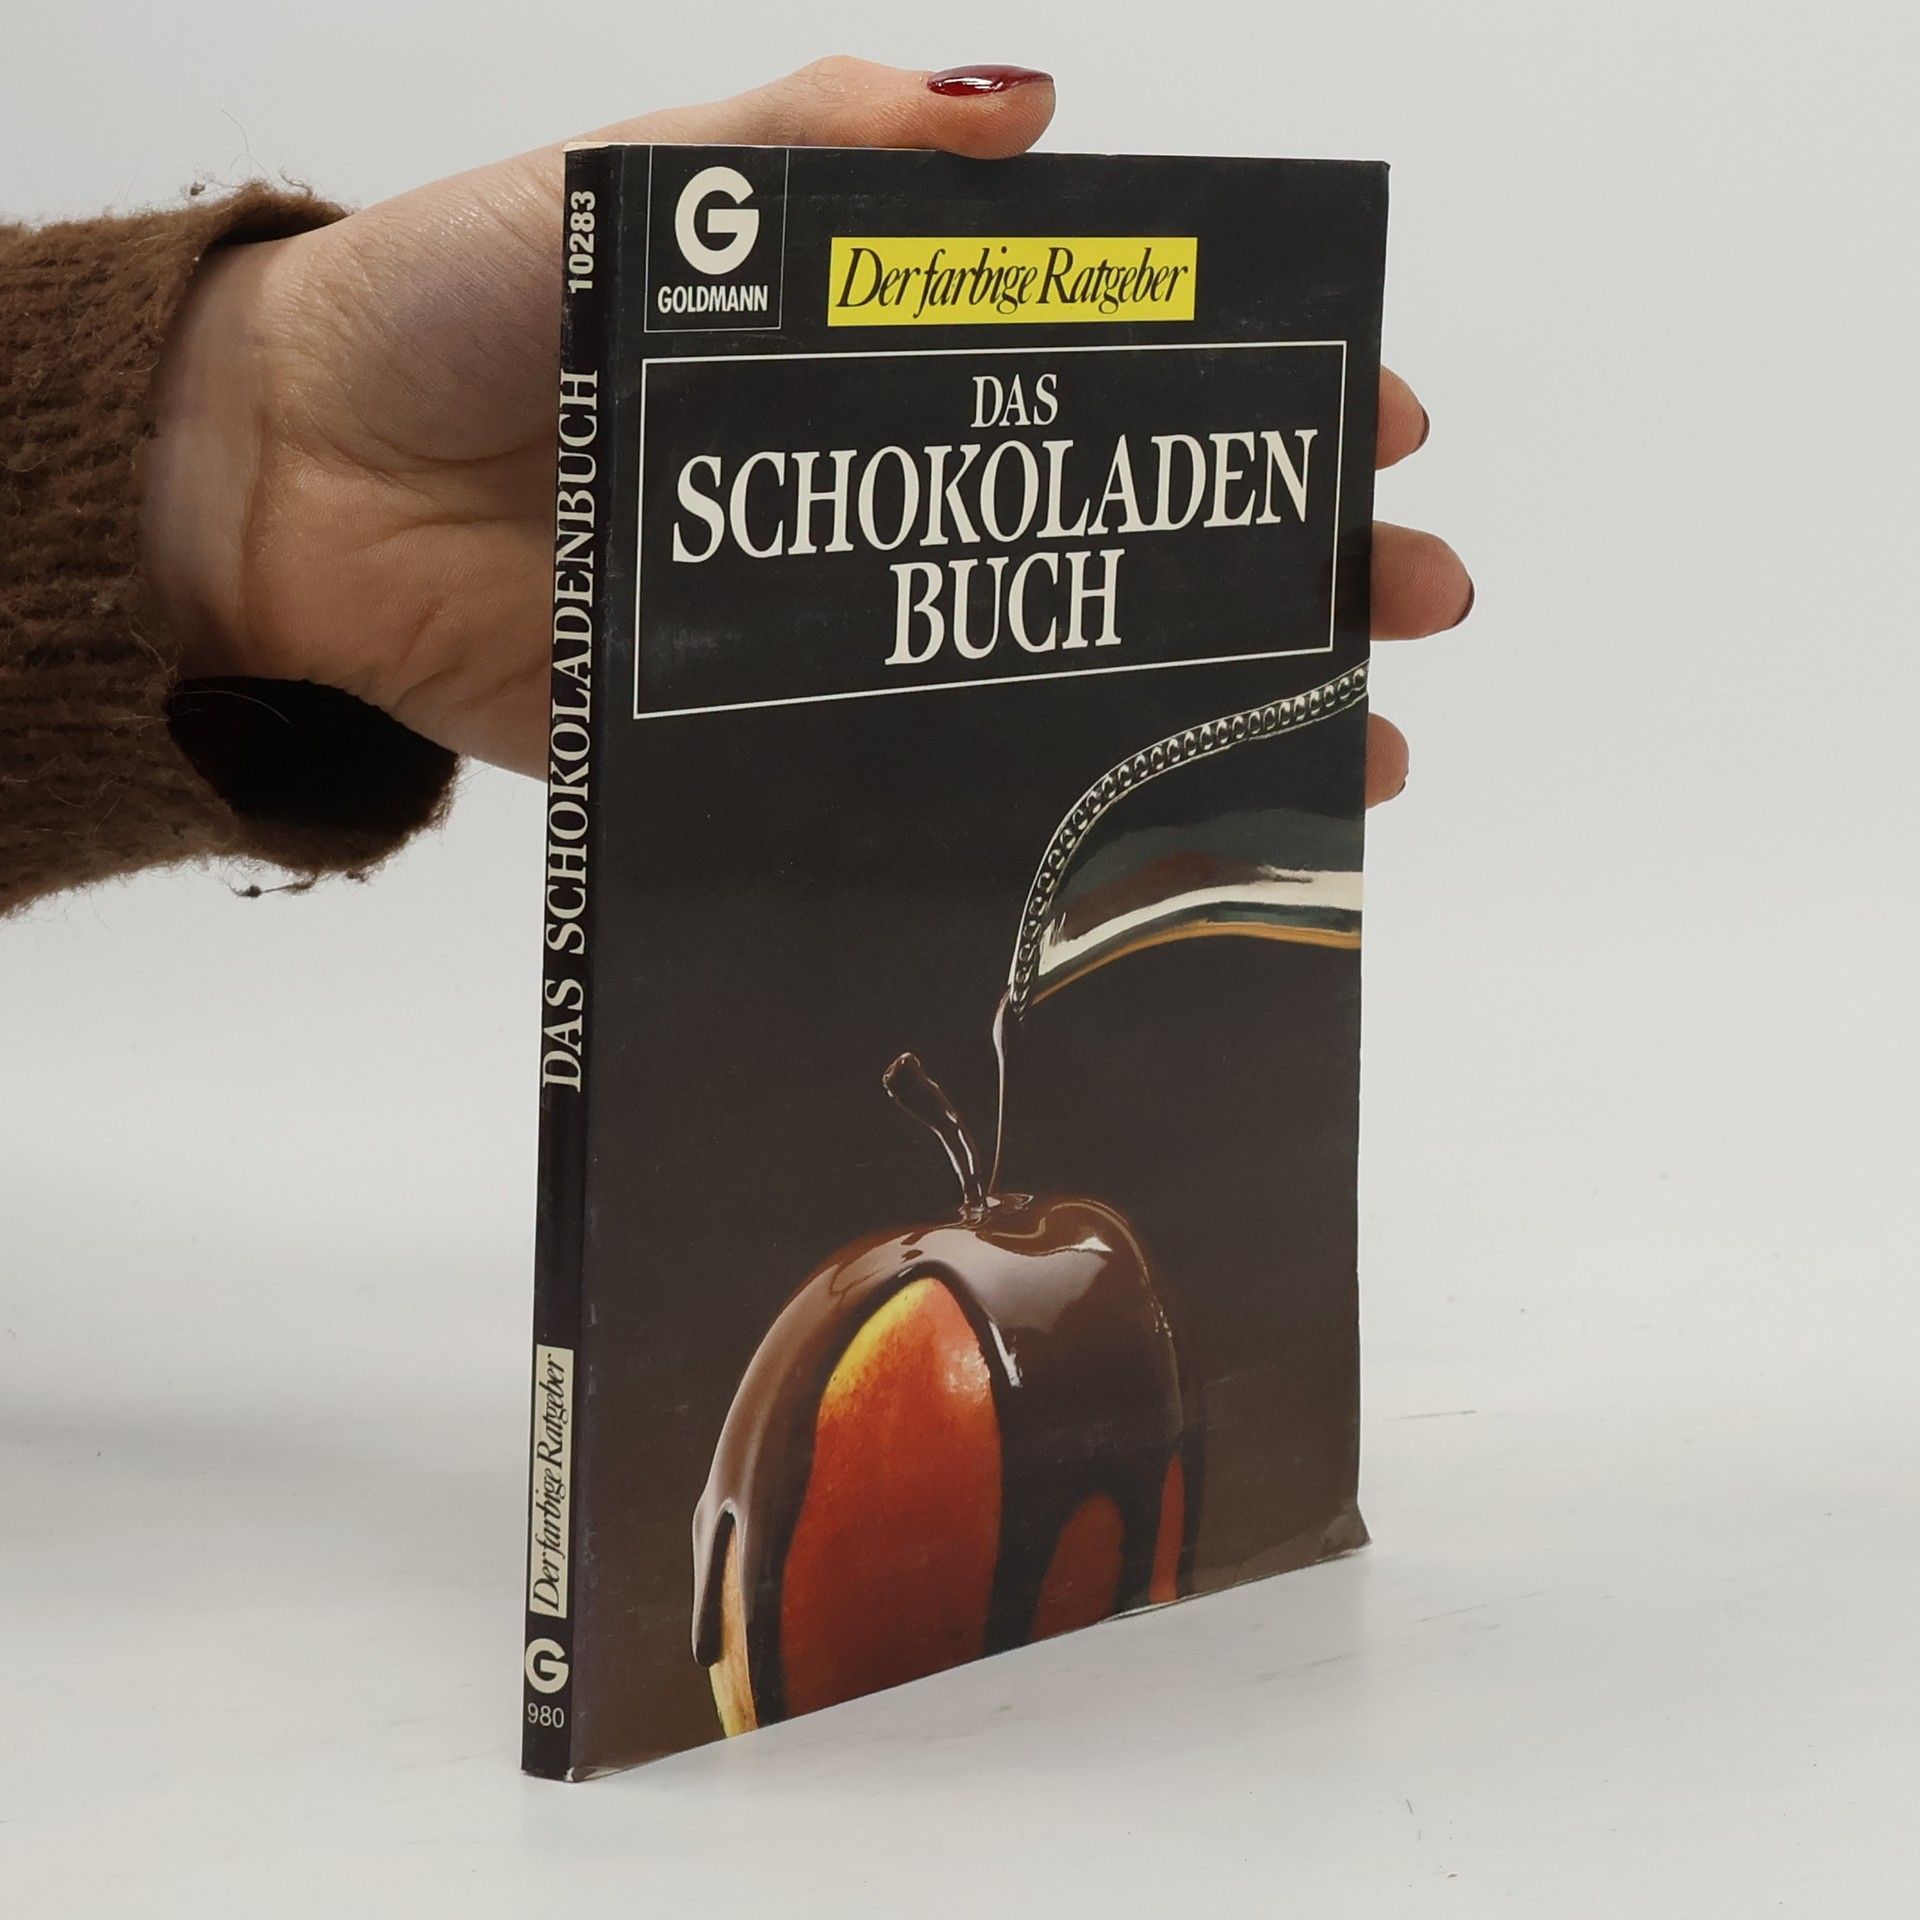 G
GOLDMANN
Der farbige Ratgeber
DAS
SCHOKOLADEN
BUCH
10283
DAS SCHOKOLADENBUCH
Der farbige Ratgeber
G
980